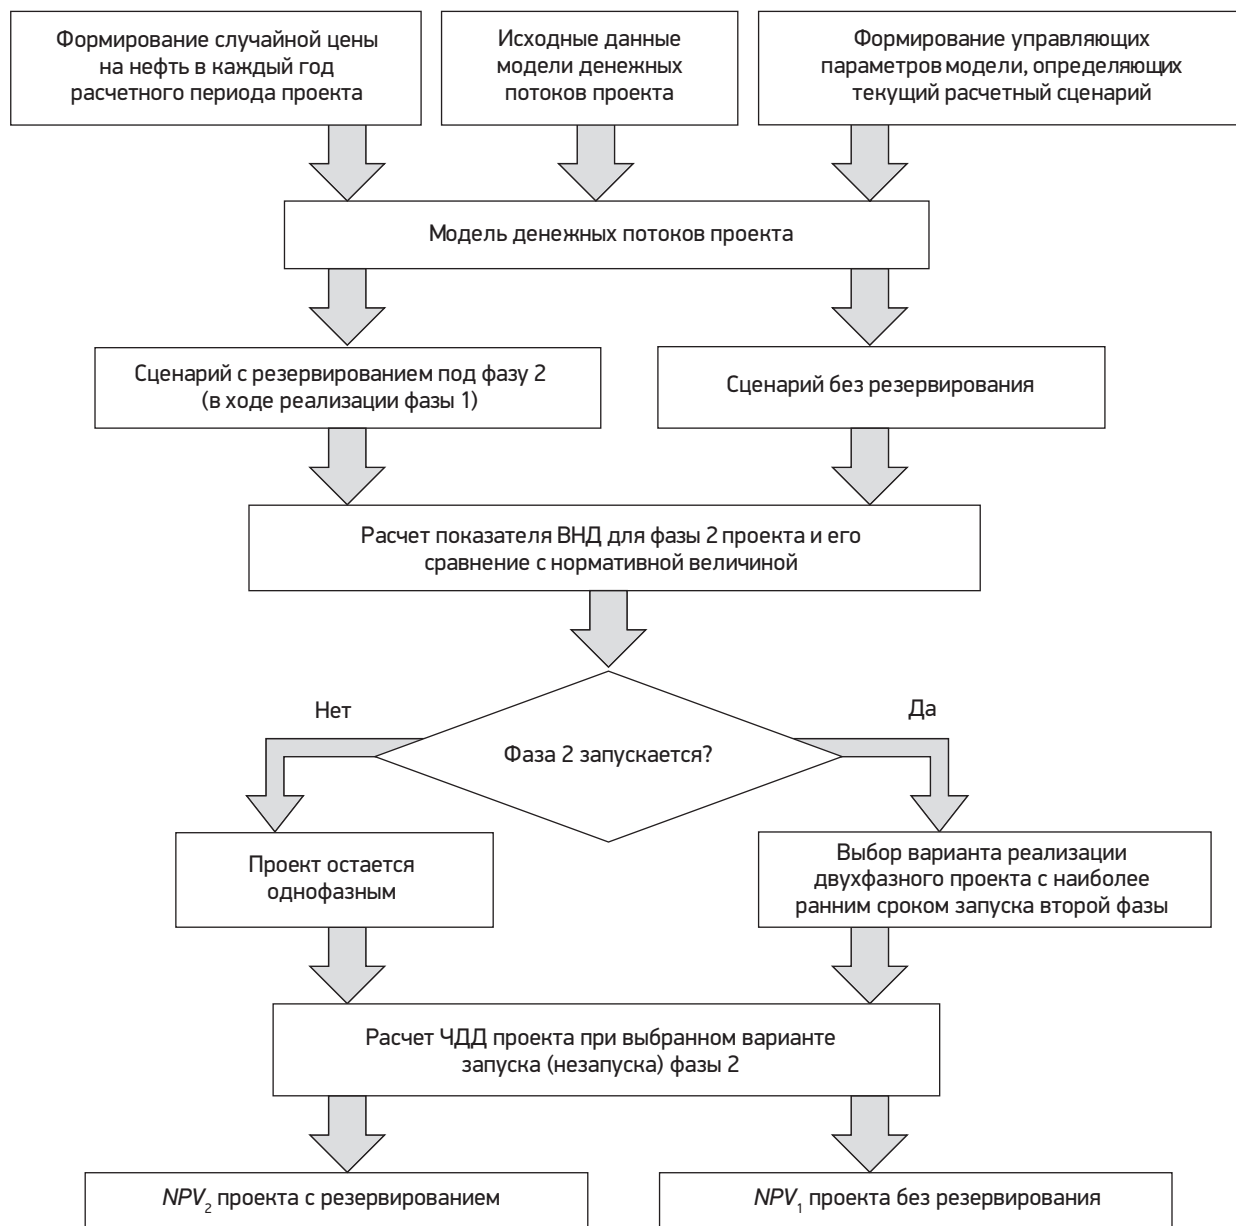 Формирование случайной цены
на нефть в каждый год
расчетного периода проекта
Исходные данные
модели денежных
потоков проекта
Формирование управляющих
параметров модели, определяющих
текущий расчетный сценарий
Модель денежных потоков проекта
Сценарий с резервированием под фазу 2
(в ходе реализации фазы 1)
Сценарий без резервирования
Расчет показателя ВНД для фазы 2 проекта и его
сравнение с нормативной величиной
Нет
Да
Фаза 2 запускается?
Проект остается
однофазным
Выбор варианта реализации
двухфазного проекта с наиболее
ранним сроком запуска второй фазы
Расчет ЧДД проекта при выбранном варианте
запуска (незапуска) фазы 2
NPV₂ проекта с резервированием
NPV₁ проекта без резервирования